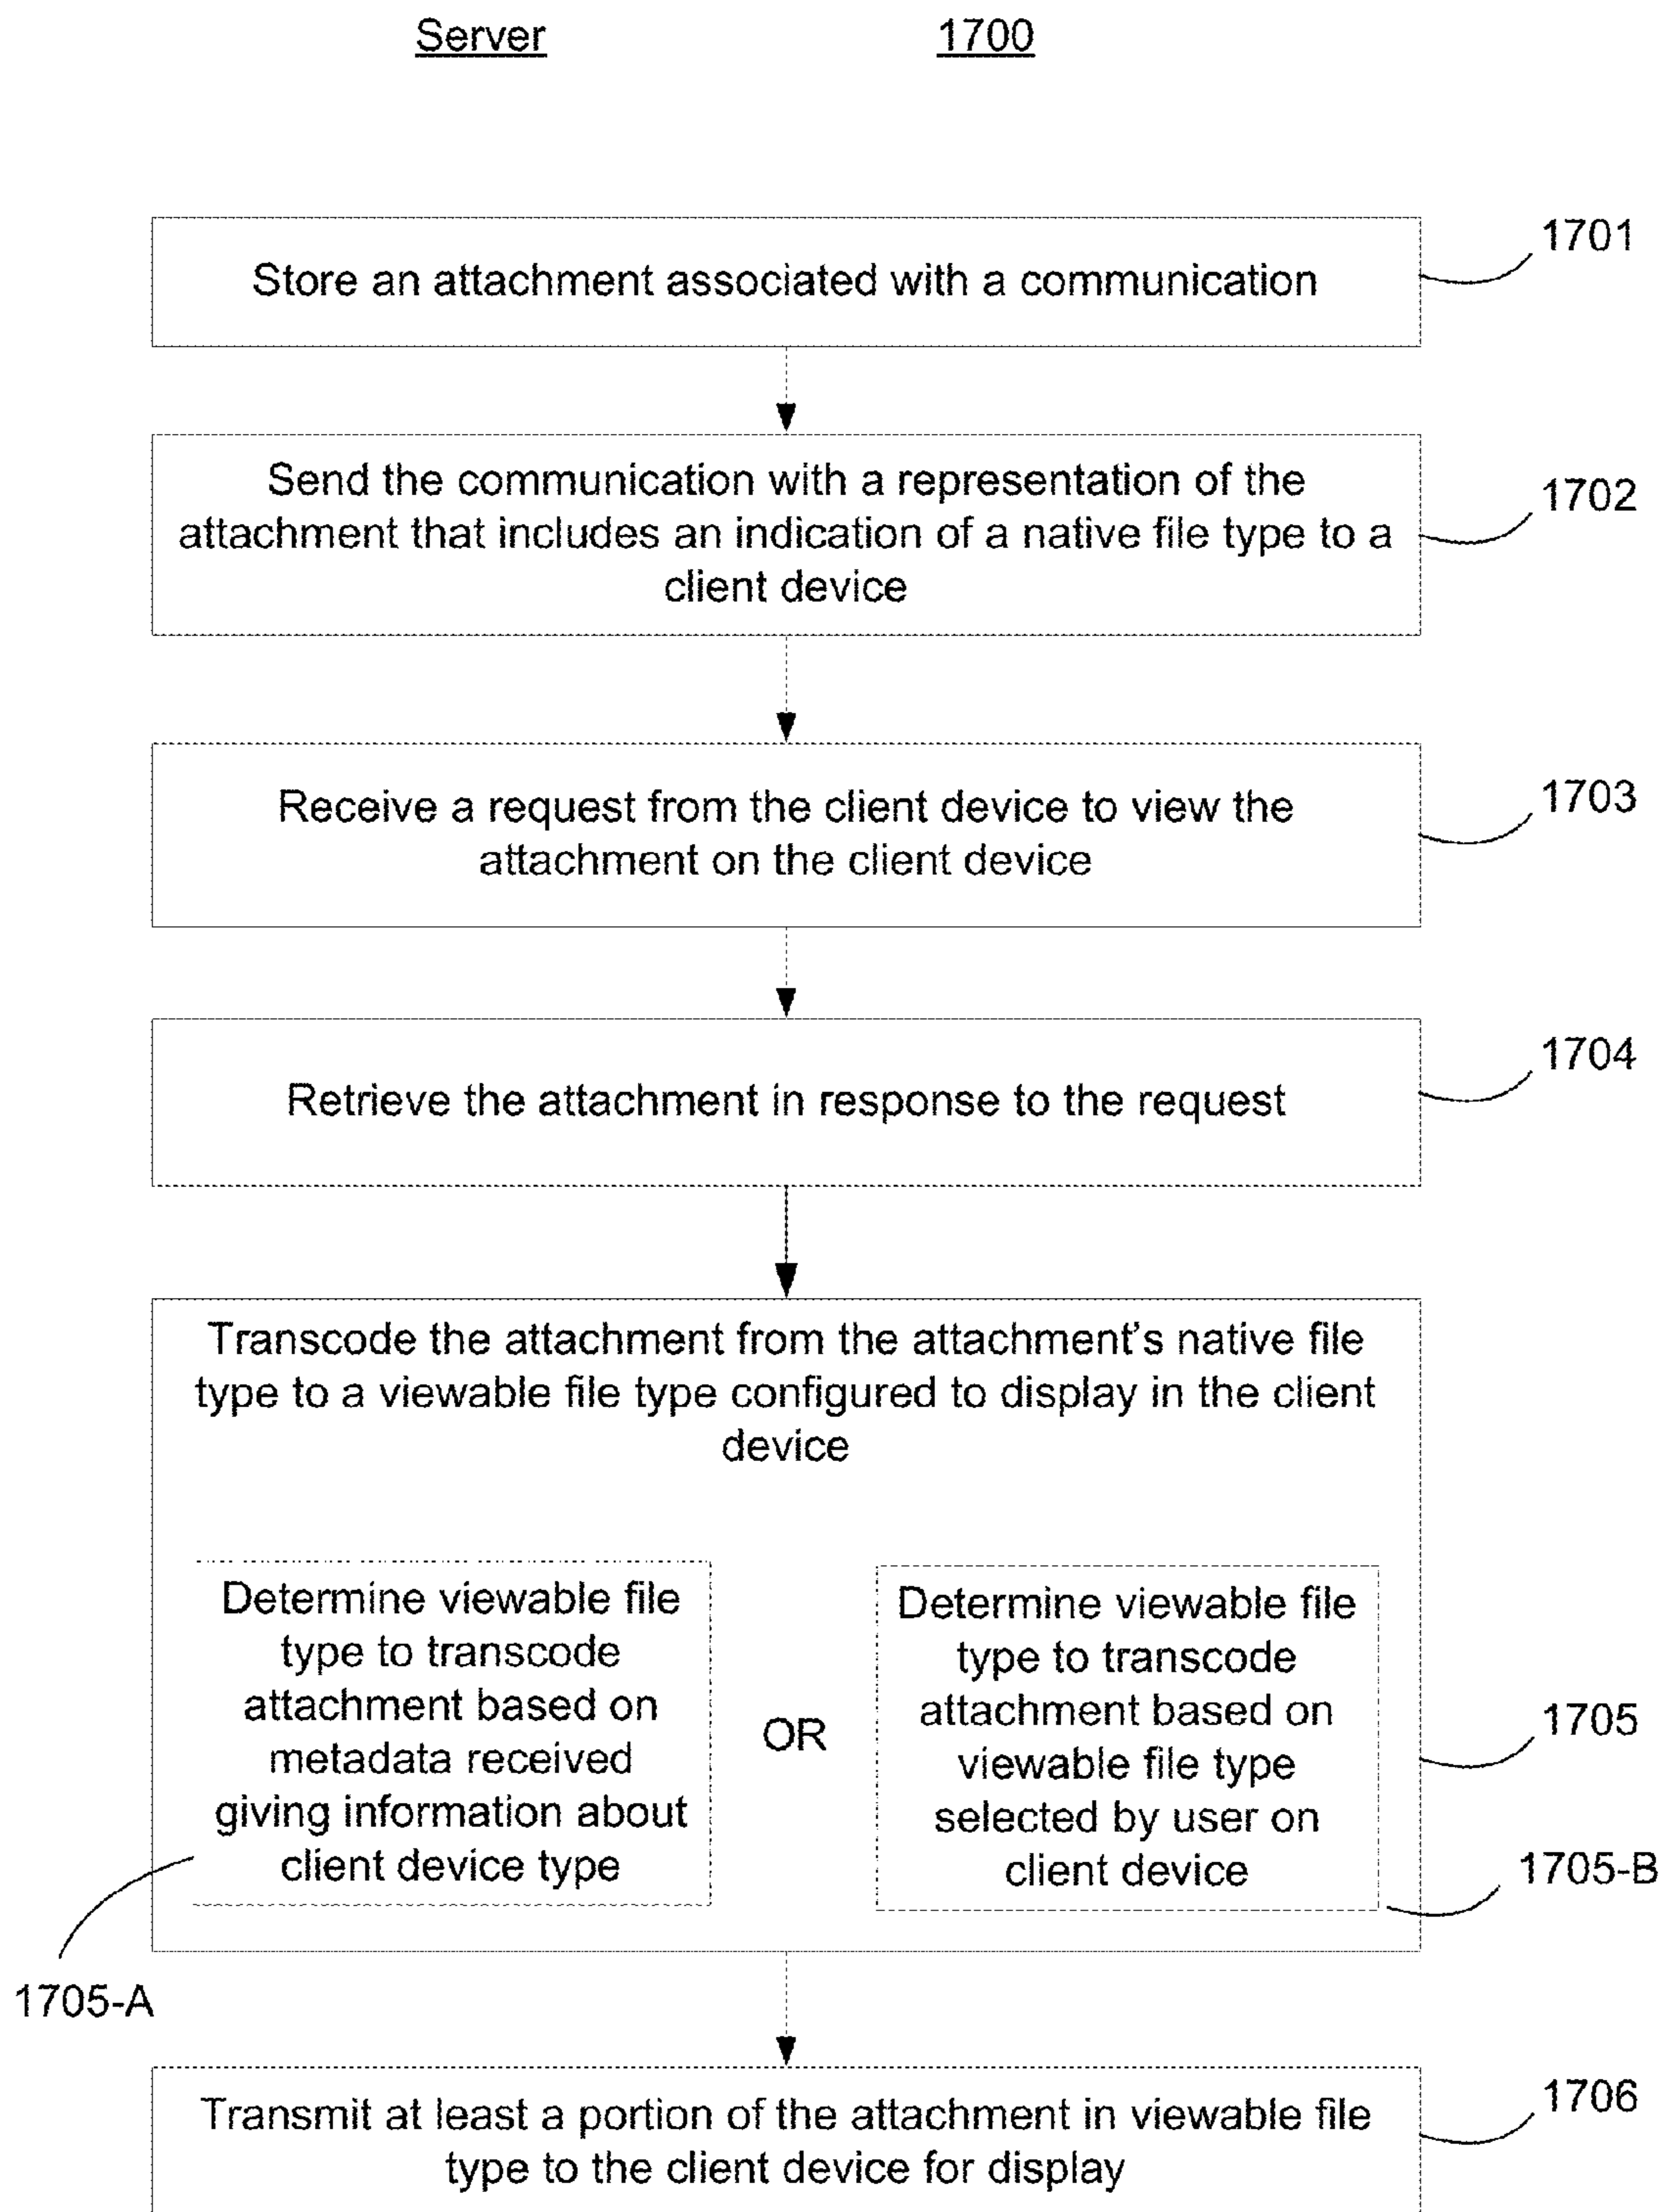 Server
1700
Store an attachment associated with a communication
1701
Send the communication with a representation of the
attachment that includes an indication of a native file type to a
client device
1702
Receive a request from the client device to view the
attachment on the client device
1703
Retrieve the attachment in response to the request
1704
Transcode the attachment from the attachment’s native file
type to a viewable file type configured to display in the client
device
Determine viewable file
type to transcode
attachment based on
metadata received
giving information about
client device type
OR
Determine viewable file
type to transcode
attachment based on
viewable file type
selected by user on
client device
1705
1705-B
1705-A
Transmit at least a portion of the attachment in viewable file
type to the client device for display
1706